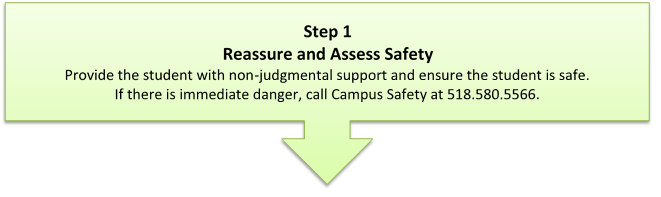 Step 1
Reassure and Assess Safety
Provide the student with non-judgmental support and ensure the student is safe.
If there is immediate danger, call Campus Safety at 518.580.5566.